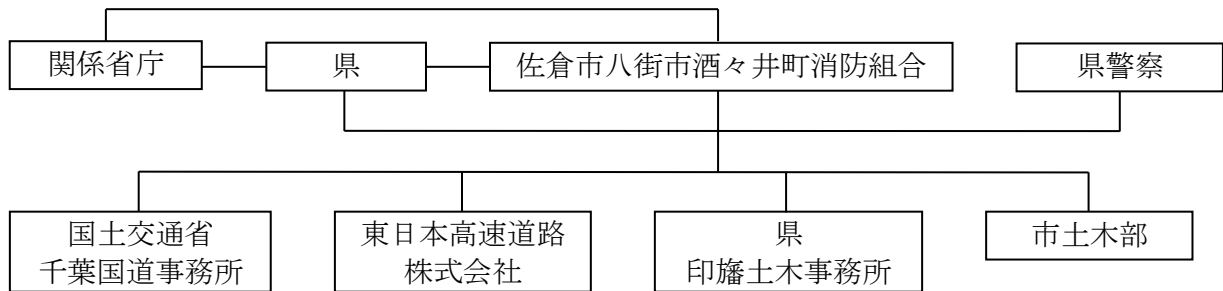 関係省庁
県
佐倉市八街市酒々井町消防組合
県警察
国土交通省
千葉国道事務所
東日本高速道路
株式会社
県
印旛土木事務所
市土木部